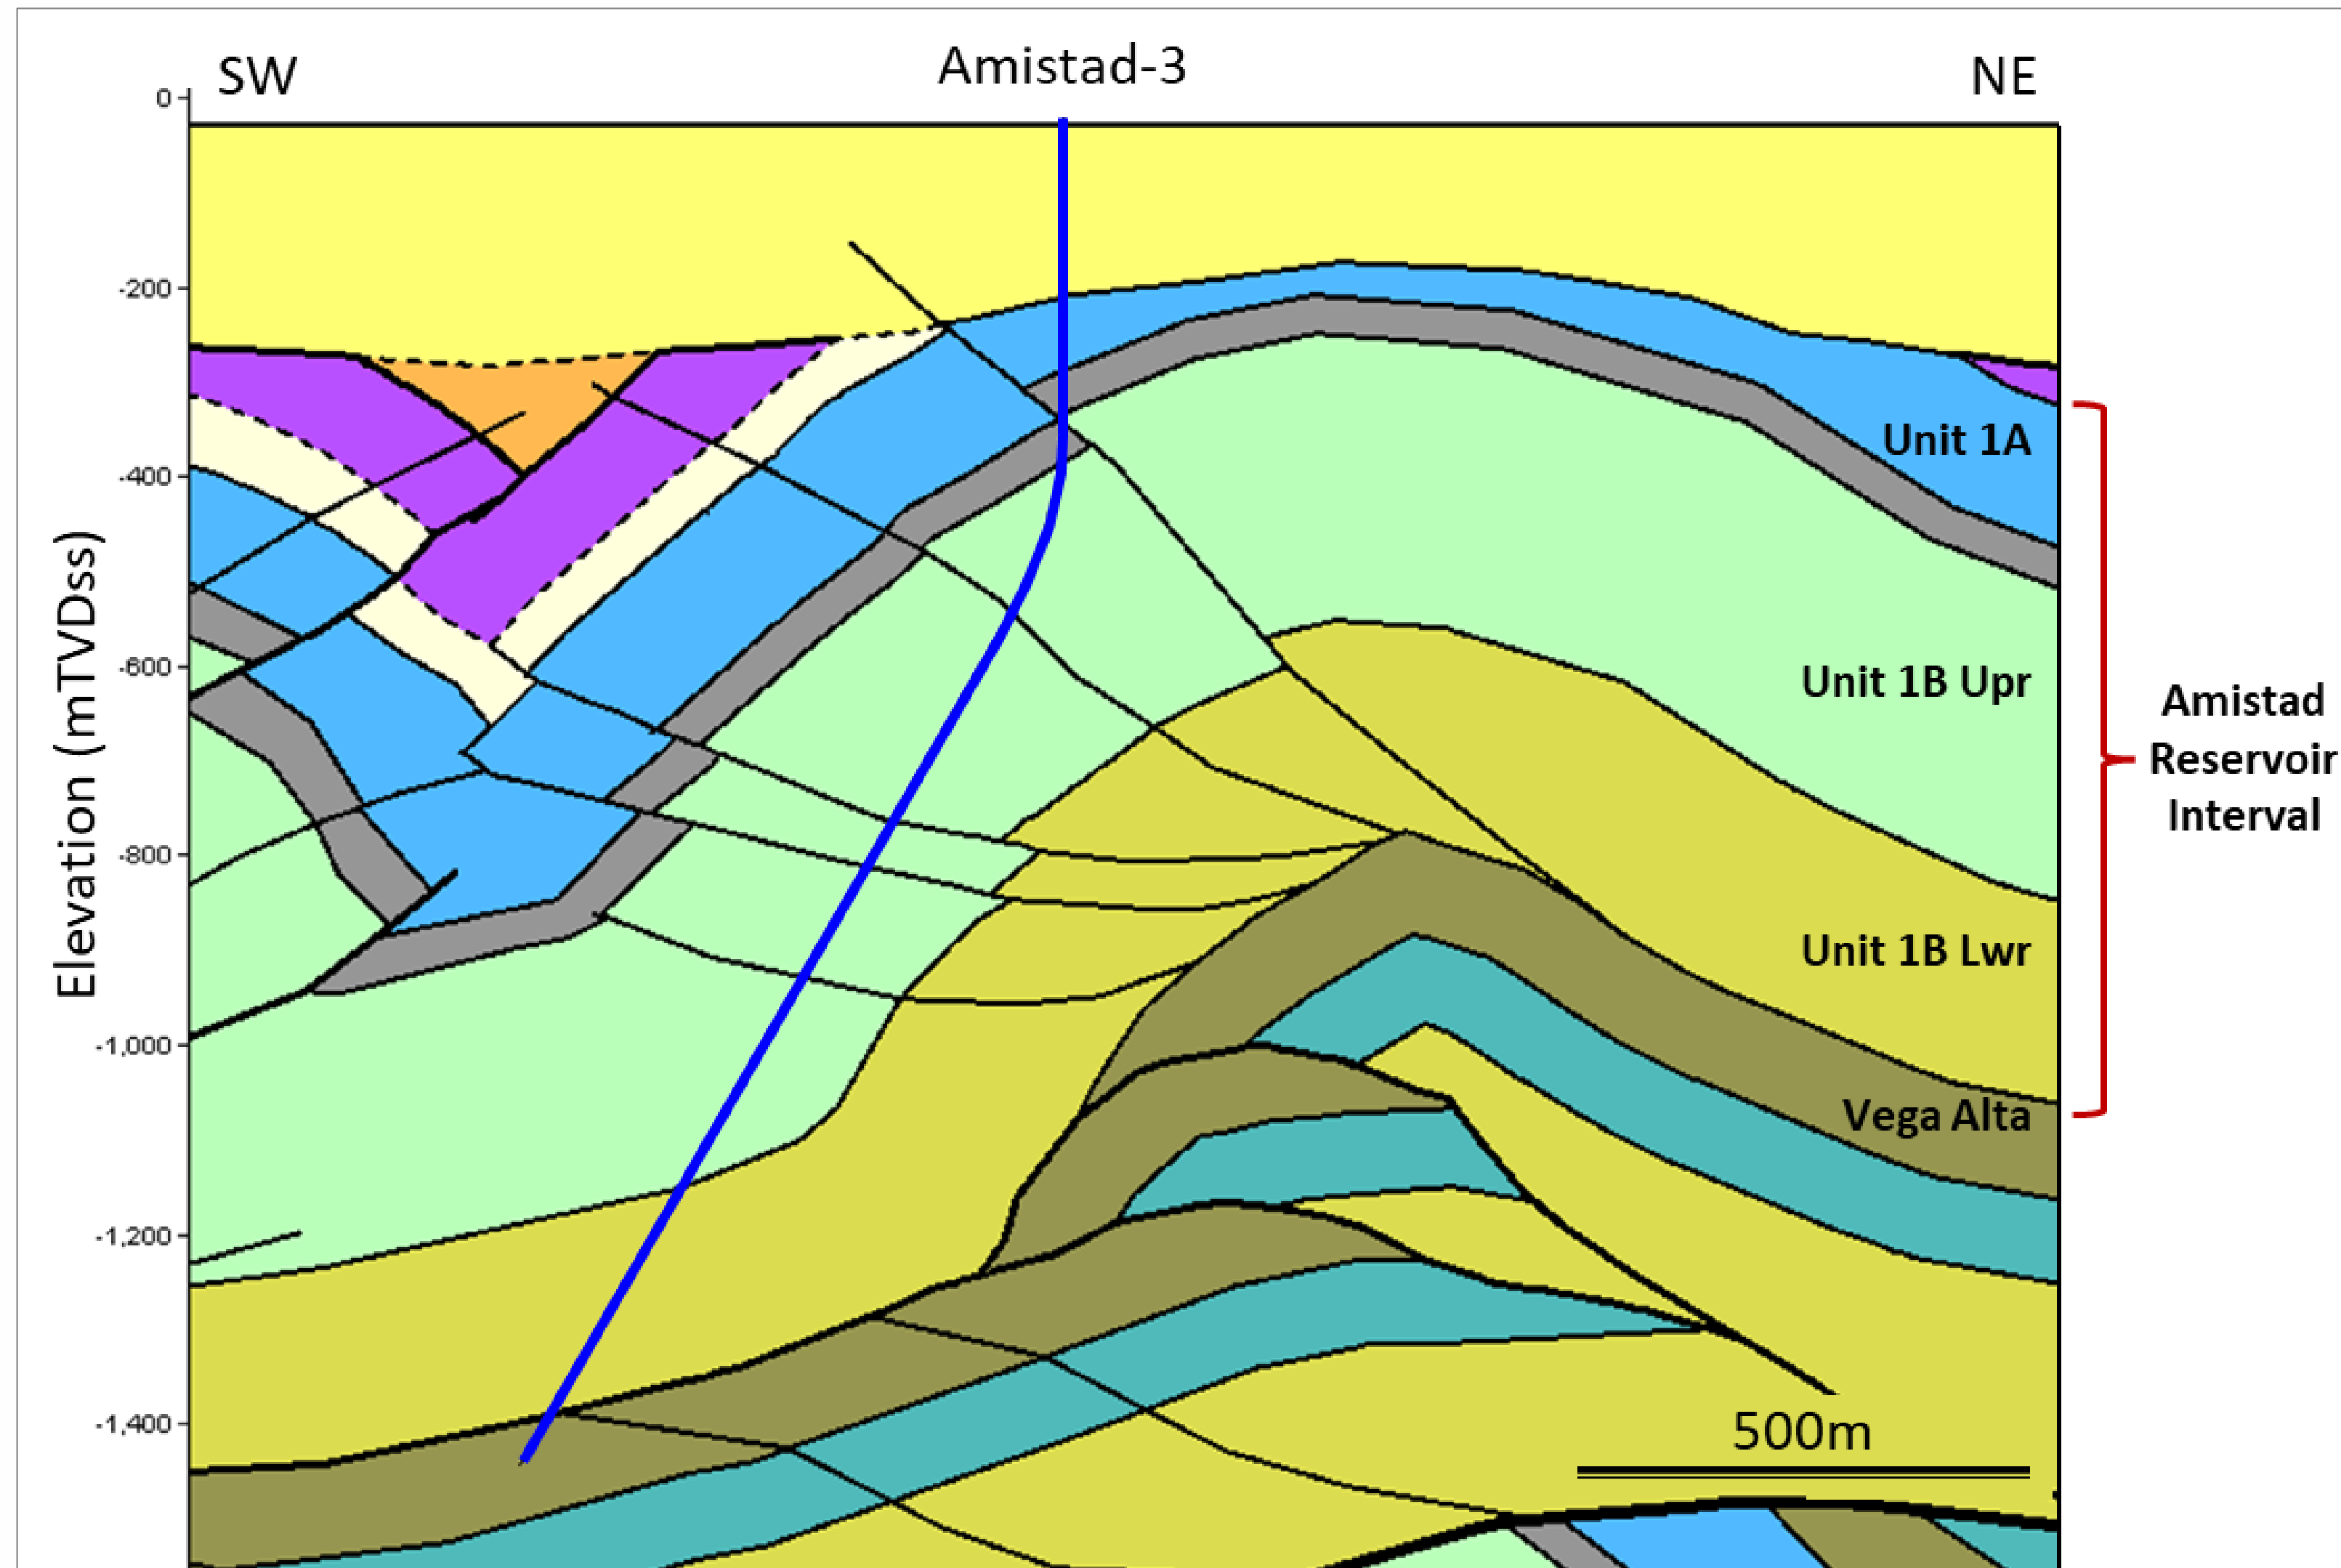 Amistad-3
SW
NE
0
-200
-400
-600
-800
-1,000
-1,200
-1,400
Elevation (mTVDss)
Unit 1A
Unit 1B Upr
Unit 1B Lwr
Vega Alta
Amistad
Reservoir
Interval
500m